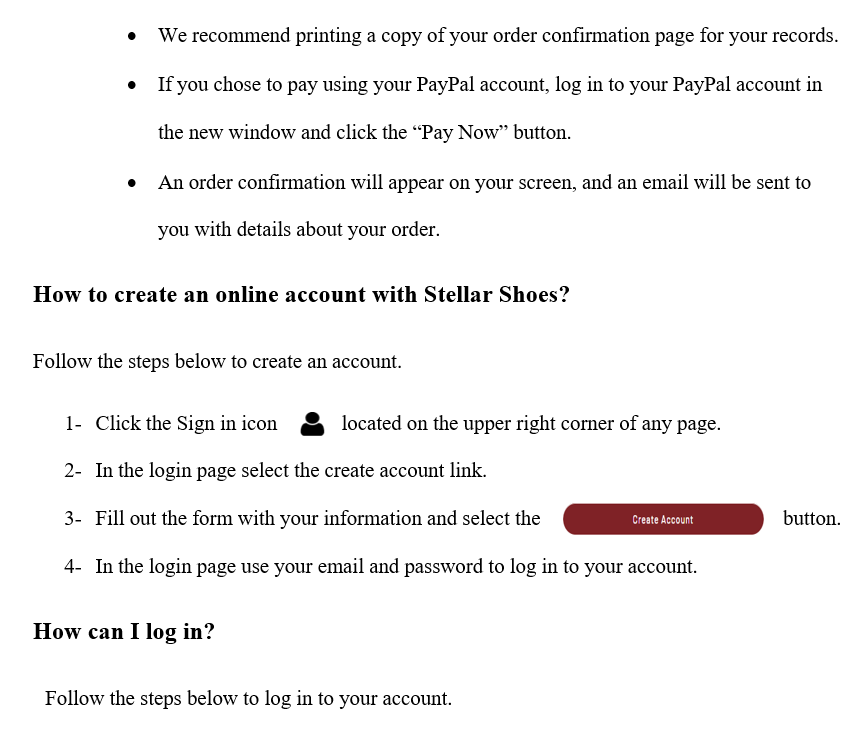 • We recommend printing a copy of your order confirmation page for your records.
• If you chose to pay using your PayPal account, log in to your PayPal account in
the new window and click the “Pay Now” button.
• An order confirmation will appear on your screen, and an email will be sent to
you with details about your order.
How to create an online account with Stellar Shoes?
Follow the steps below to create an account.
1- Click the Sign in icon located on the upper right corner of any page.
2- In the login page select the create account link.
3- Fill out the form with your information and select the Create Account button.
4- In the login page use your email and password to log in to your account.
How can I log in?
Follow the steps below to log in to your account.